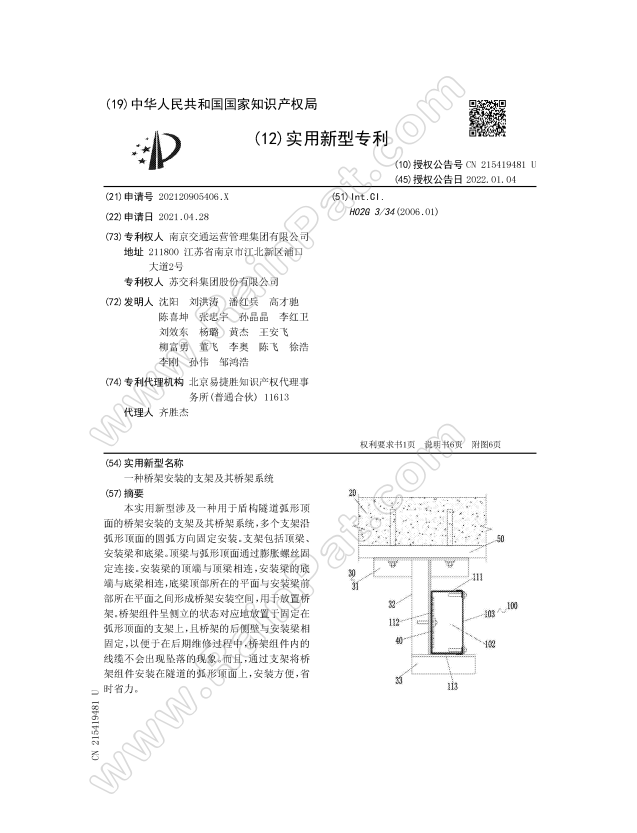 (19)中华人民共和国国家知识产权局
(12)实用新型专利
(10)授权公告号 CN 215419481 U
(45)授权公告日 2022.01.04
(21)申请号 202120905406.X
(22)申请日 2021.04.28
(73)专利权人 南京交通运营管理集团有限公司
地址 211800 江苏省南京市江北新区浦口
大道2号
专利权人 苏交科集团股份有限公司
(72)发明人 沈阳 刘洪涛 潘红兵 高才驰
陈喜坤 张忠宇 孙晶晶 李红卫
刘效东 杨璐 黄杰 王安飞
柳富勇 董飞 李奥 陈飞 徐浩
李刚 孙伟 邹鸿浩
(74)专利代理机构 北京易捷胜知识产权代理事
务所(普通合伙) 11613
代理人 齐胜杰
(51)Int.Cl.
H02G 3/34(2006.01)
权利要求书1页 说明书6页 附图6页
(54)实用新型名称
一种桥架安装的支架及其桥架系统
(57)摘要
本实用新型涉及一种用于盾构隧道弧形顶
面的桥架安装的支架及其桥架系统,多个支架沿
弧形顶面的圆弧方向固定安装。支架包括顶梁、
安装梁和底梁。顶梁与弧形顶面通过膨胀螺丝固
定连接。安装梁的顶端与顶梁相连,安装梁的底
端与底梁相连,底梁顶部所在的平面与安装梁前
部所在平面之间形成桥架安装空间,用于放置桥
架。桥架组件呈侧立的状态对应地放置于固定在
弧形顶面的支架上,且桥架的后侧壁与安装梁相
固定,以便于在后期维修过程中,桥架组件内的
线缆不会出现坠落的现象。而且,通过支架将桥
架组件安装在隧道的弧形顶面上,安装方便,省
时省力。
20
50
30
31
111
32
100
103
112
40
102
33
113
CN 215419481 U
www.RainPat.com
www.RainPat.com